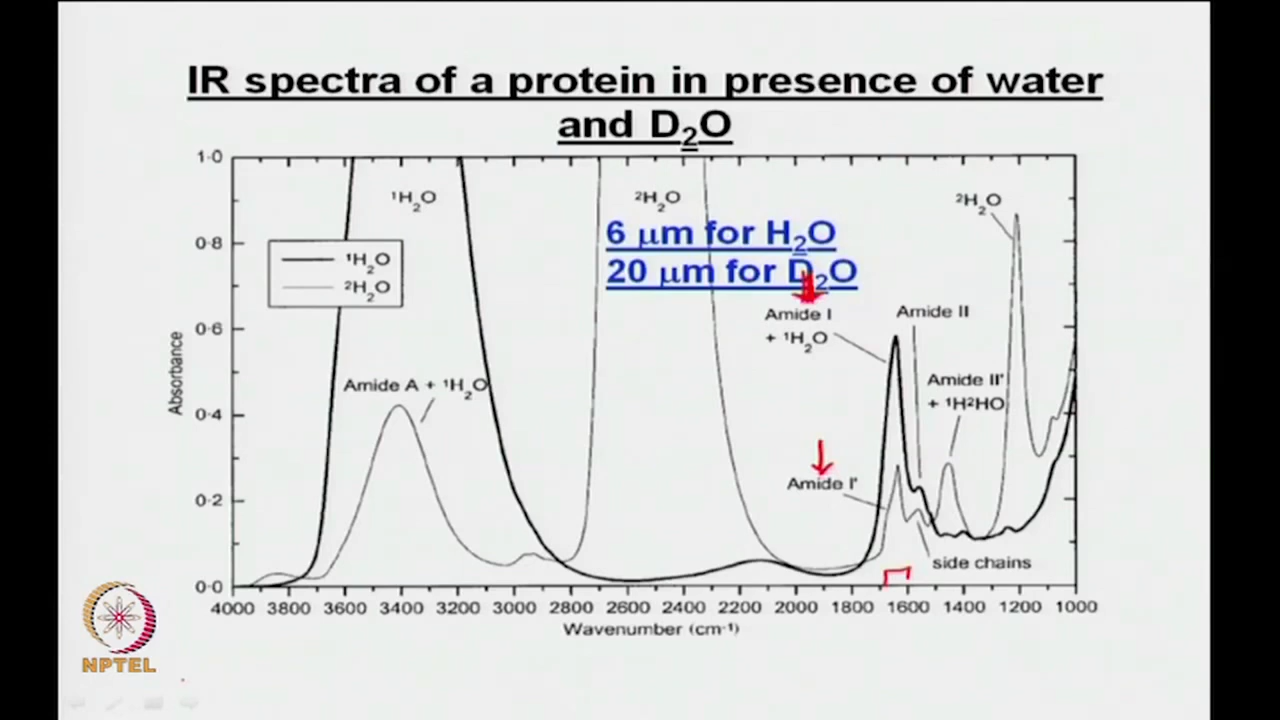 IR spectra of a protein in presence of water
and D₂O
1·0
0·8
0·6
0·4
0·2
0·0
Absorbance
¹H₂O
²H₂O
¹H₂O
²H₂O
Amide A + ¹H₂O
6 μm for H₂O
20 μm for D₂O
²H₂O
Amide I
+ ¹H₂O
Amide II
Amide II'
+ ¹H²HO
Amide I'
side chains
4000 3800 3600 3400 3200 3000 2800 2600 2400 2200 2000 1800 1600 1400 1200 1000
Wavenumber (cm⁻¹)
NPTEL